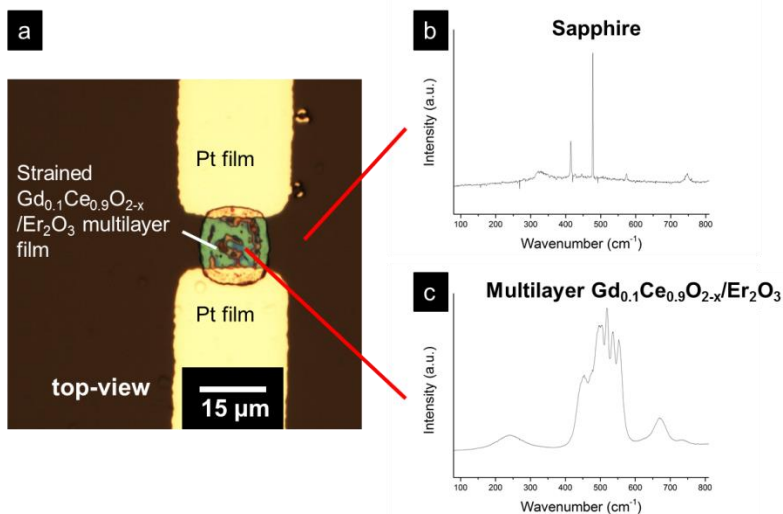 a
Pt film
Strained
Gd0.1Ce0.9O2-x
/Er2O3 multilayer
film
Pt film
top-view
15 µm
b
Sapphire
Intensity (a.u.)
100 200 300 400 500 600 700 800
Wavenumber (cm-1)
c
Multilayer Gd0.1Ce0.9O2-x/Er2O3
Intensity (a.u.)
100 200 300 400 500 600 700 800
Wavenumber (cm-1)